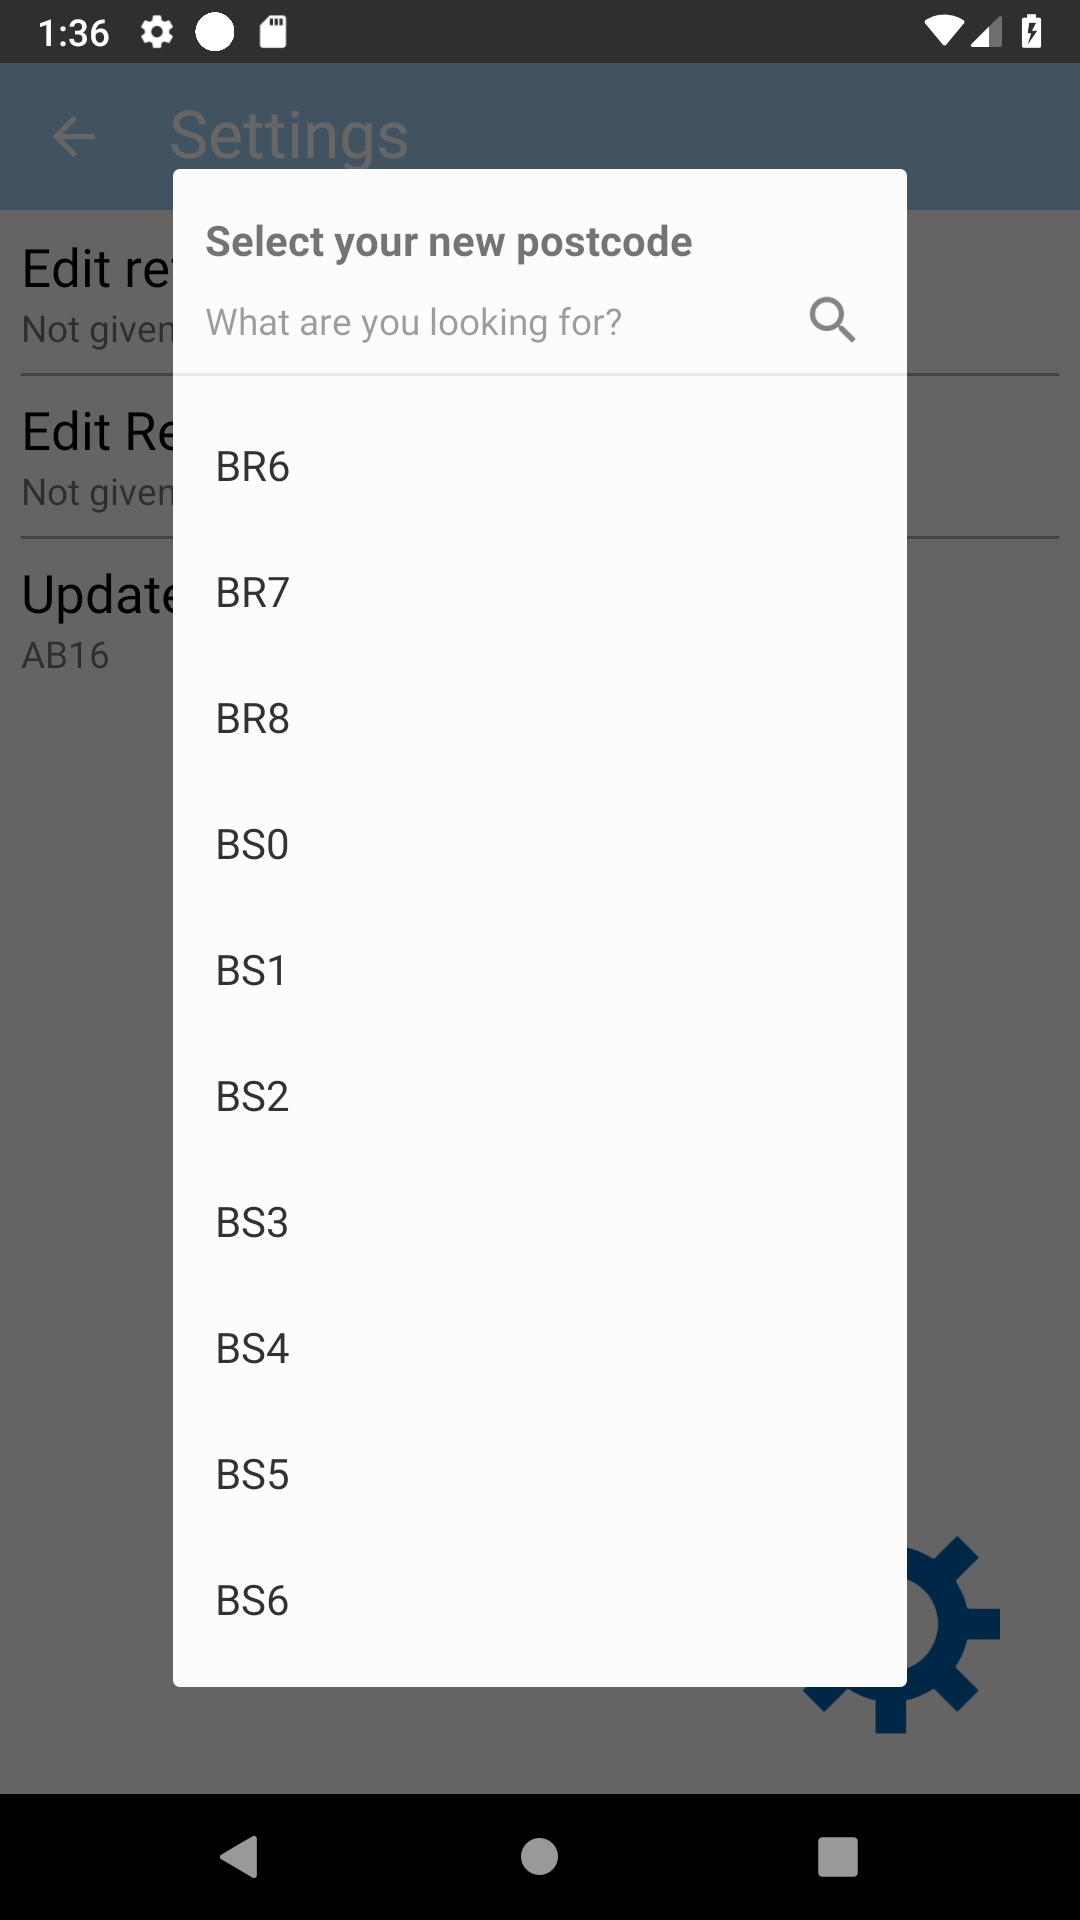 1:36
Settings
Select your new postcode
What are you looking for?
Edit re
Not given
Edit Re
Not given
Update
AB16
BR6
BR7
BR8
BS0
BS1
BS2
BS3
BS4
BS5
BS6